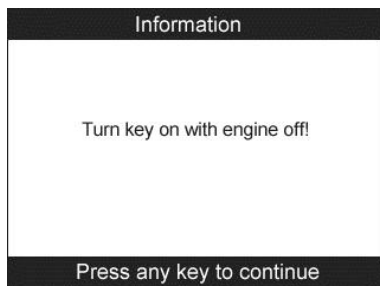 Information
Turn key on with engine off!
Press any key to continue